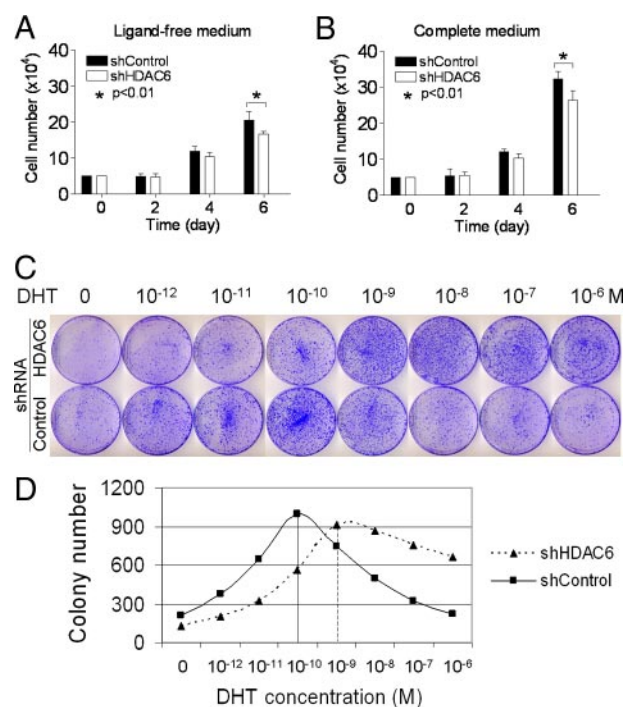 A Ligand-free medium
Cell number (x10⁴)
40
30
20
10
0
shControl
shHDAC6
* p<0.01
*
0 2 4 6
Time (day)
B Complete medium
Cell number (x10⁴)
40
30
20
10
0
shControl
shHDAC6
* p<0.01
*
0 2 4 6
Time (day)
C
DHT 0 10⁻¹² 10⁻¹¹ 10⁻¹⁰ 10⁻⁹ 10⁻⁸ 10⁻⁷ 10⁻⁶ M
shRNA
HDAC6
Control
D
Colony number
1200
900
600
300
0
0 10⁻¹² 10⁻¹¹ 10⁻¹⁰ 10⁻⁹ 10⁻⁸ 10⁻⁷ 10⁻⁶
DHT concentration (M)
shHDAC6
shControl